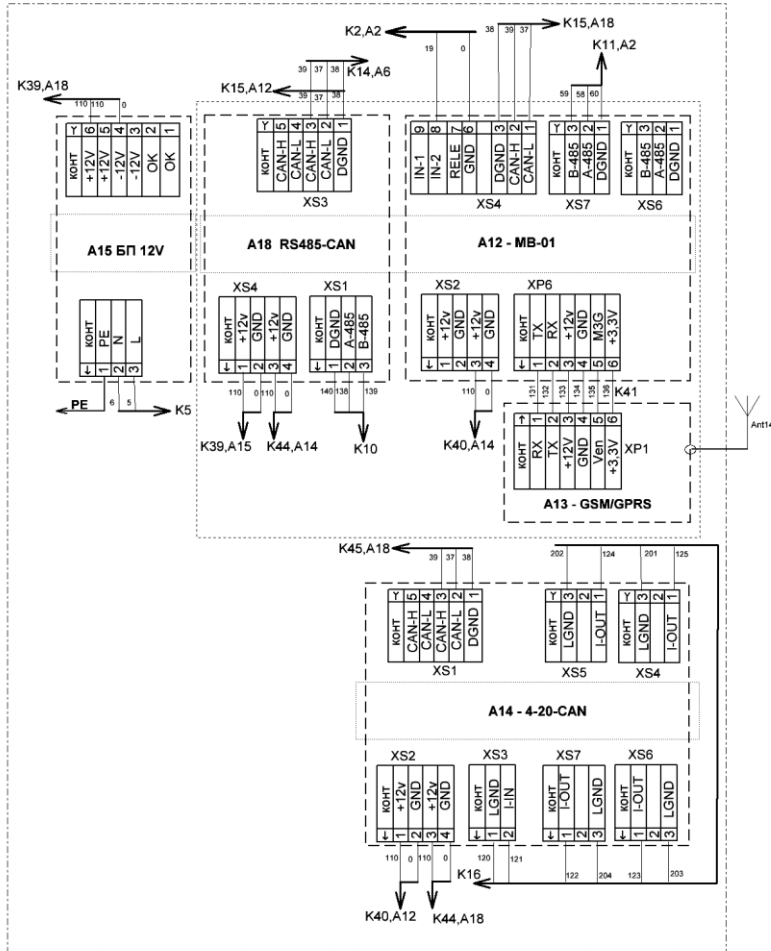 K2,A2
K15,A18
K11,A2
19
0
38
39
37
59
58
60
K39,A18
110
110
0
39
37
38
K14,A6
K15,A12
39
37
38
Y 6 5 4 3 2 1
конт +12V +12V -12V -12V OK OK
Y 5 4 3 2 1
конт CAN-H CAN-L CAN-H CAN-L DGND
XS3
9 8 7 6 3 2 1
IN-1 IN-2 RELE GND DGND CAN-H CAN-L
XS4
Y 3 2 1
конт B-485 A-485 DGND
XS7
Y 3 2 1
конт B-485 A-485 DGND
XS6
A15 БП 12V
A18 RS485-CAN
A12 - MB-01
конт PE N L
1 2 3
XS4
конт +12v GND +12v GND
1 2 3 4
XS1
конт DGND A-485 B-485
1 2 3
XS2
конт +12v GND +12v GND
1 2 3 4
XP6
конт TX RX +12v GND M3G +3,3V
1 2 3 4 5 6
PE
6
5
K5
110
0
110
0
140
138
139
110
0
131
132
133
134
135
136
K41
K39,A15
K44,A14
K10
K40,A14
1 2 3 4 5 6
конт RX TX +12V GND Ven +3,3V
XP1
Ant14
A13 - GSM/GPRS
K45,A18
39
37
38
202
124
201
125
Y 5 4 3 2 1
конт CAN-H CAN-L CAN-H CAN-L DGND
XS1
Y 3 2 1
конт LGND I-OUT
XS5
Y 3 2 1
конт LGND I-OUT
XS4
A14 - 4-20-CAN
XS2
конт +12v GND +12v GND
1 2 3 4
XS3
конт LGND I-IN
1 2
XS7
конт I-OUT LGND
1 2 3
XS6
конт I-OUT LGND
1 2 3
110
0
110
0
K16
120
121
122
204
123
203
K40,A12
K44,A18